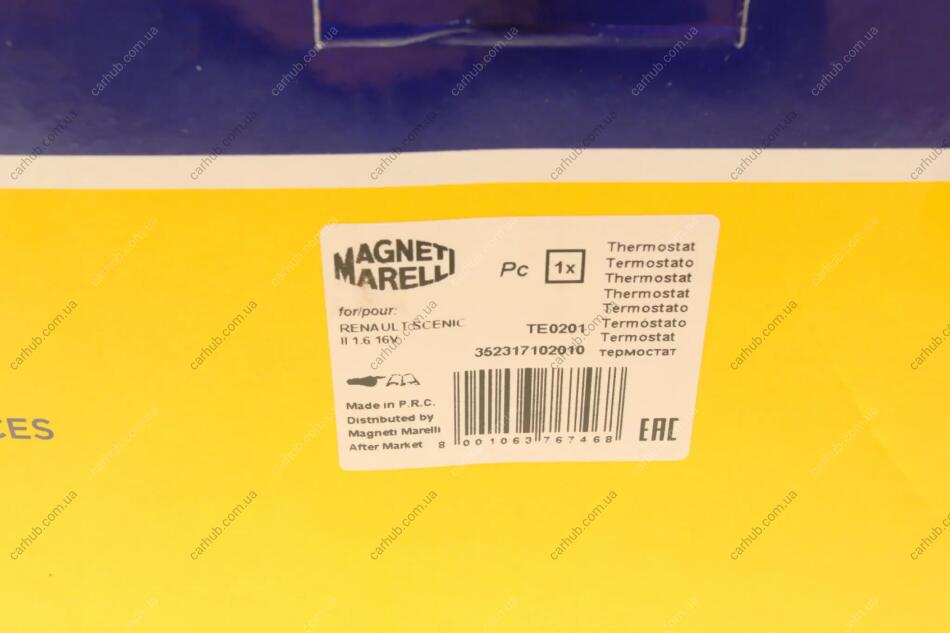 MAGNETI
MARELLI
Pc 1x
Thermostat
Termostato
Thermostat
Thermostat
Termostato
Termostato
Termostat
термостат
for/pour:
RENAULT SCENIC
II 1.6 16V
TE0201
352317102010
Made in P.R.C.
Distributed by
Magneti Marelli
After Market
8 001063 767468
EAC
CES
carhub.com.ua